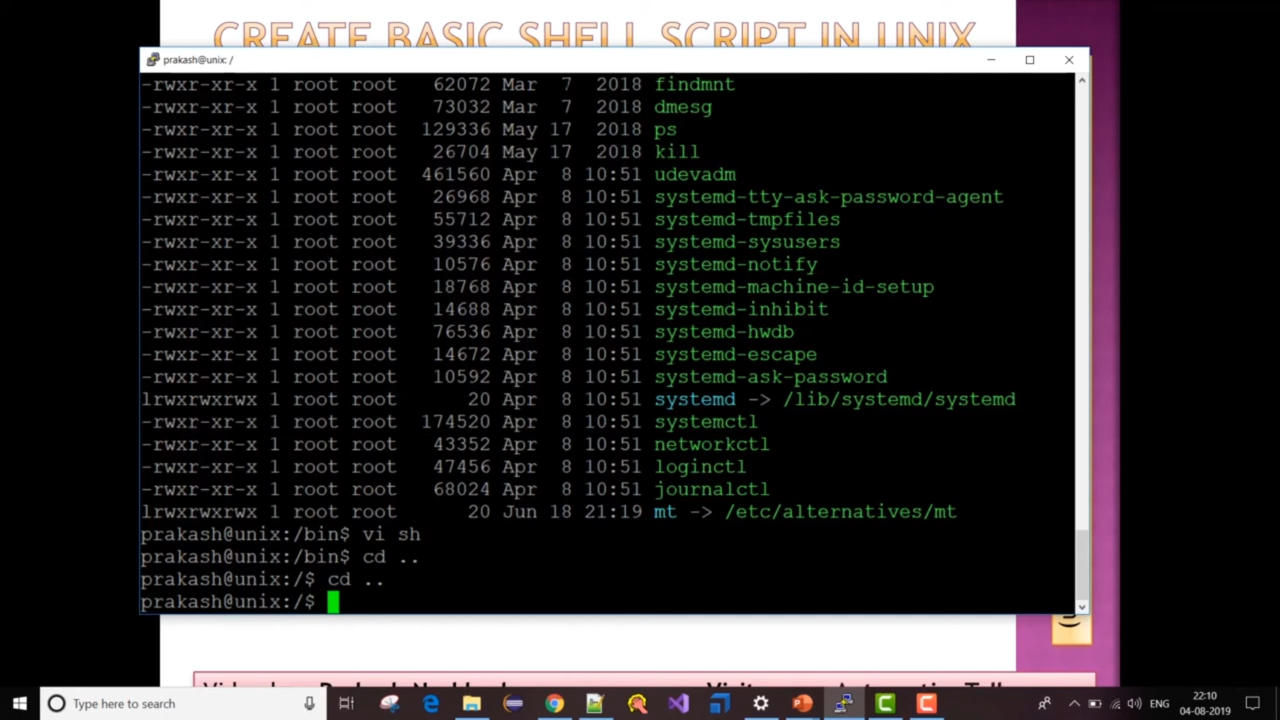 CREATE BASIC SHELL SCRIPT IN UNIX
prakash@unix: /
-rwxr-xr-x 1 root root 62072 Mar 7 2018 findmnt
-rwxr-xr-x 1 root root 73032 Mar 7 2018 dmesg
-rwxr-xr-x 1 root root 129336 May 17 2018 ps
-rwxr-xr-x 1 root root 26704 May 17 2018 kill
-rwxr-xr-x 1 root root 461560 Apr 8 10:51 udevadm
-rwxr-xr-x 1 root root 26968 Apr 8 10:51 systemd-tty-ask-password-agent
-rwxr-xr-x 1 root root 55712 Apr 8 10:51 systemd-tmpfiles
-rwxr-xr-x 1 root root 39336 Apr 8 10:51 systemd-sysusers
-rwxr-xr-x 1 root root 10576 Apr 8 10:51 systemd-notify
-rwxr-xr-x 1 root root 18768 Apr 8 10:51 systemd-machine-id-setup
-rwxr-xr-x 1 root root 14688 Apr 8 10:51 systemd-inhibit
-rwxr-xr-x 1 root root 76536 Apr 8 10:51 systemd-hwdb
-rwxr-xr-x 1 root root 14672 Apr 8 10:51 systemd-escape
-rwxr-xr-x 1 root root 10592 Apr 8 10:51 systemd-ask-password
lrwxrwxrwx 1 root root 20 Apr 8 10:51 systemd -> /lib/systemd/systemd
-rwxr-xr-x 1 root root 174520 Apr 8 10:51 systemctl
-rwxr-xr-x 1 root root 43352 Apr 8 10:51 networkctl
-rwxr-xr-x 1 root root 47456 Apr 8 10:51 loginctl
-rwxr-xr-x 1 root root 68024 Apr 8 10:51 journalctl
lrwxrwxrwx 1 root root 20 Jun 18 21:19 mt -> /etc/alternatives/mt
prakash@unix:/bin$ vi sh
prakash@unix:/bin$ cd ..
prakash@unix:/$ cd ..
prakash@unix:/$
Type here to search
ENG
22:10
04-08-2019